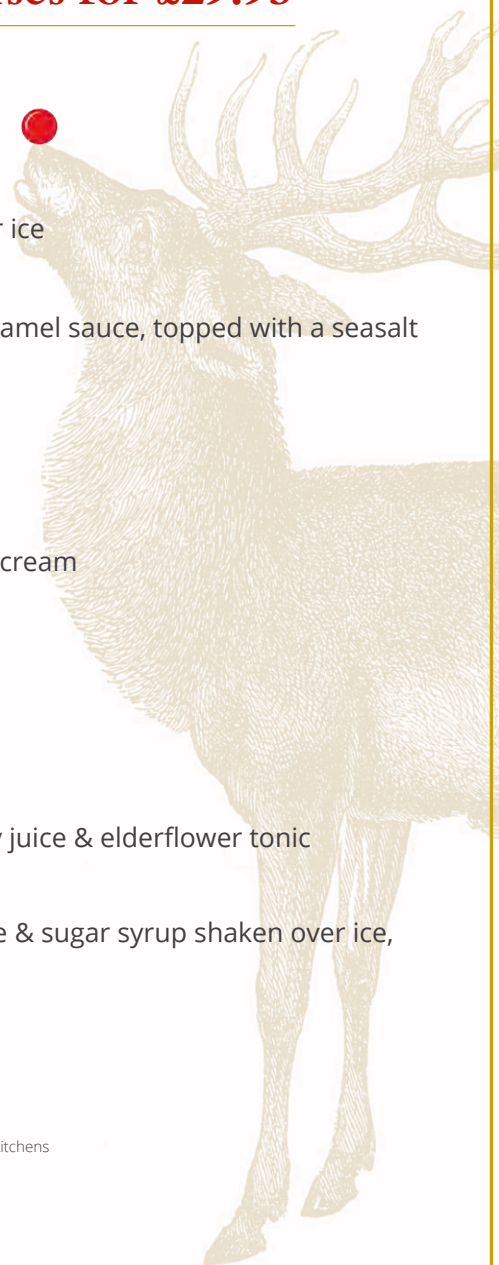 for £29.95
r ice
amel sauce, topped with a seasalt
cream
juice & elderflower tonic
& sugar syrup shaken over ice,
itchens